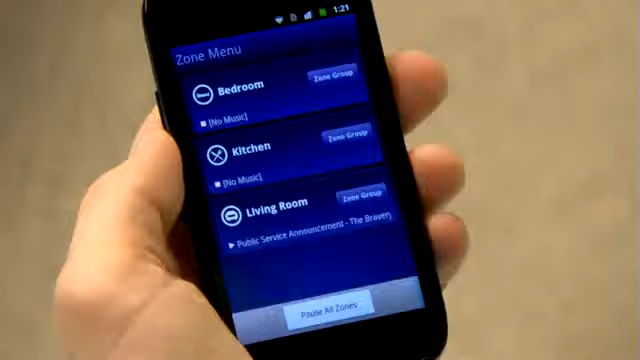 1:21
Zone Menu
Bedroom
Zone Group
[No Music]
Kitchen
Zone Group
[No Music]
Living Room
Zone Group
Public Service Announcement - The Bravery
Pause All Zones